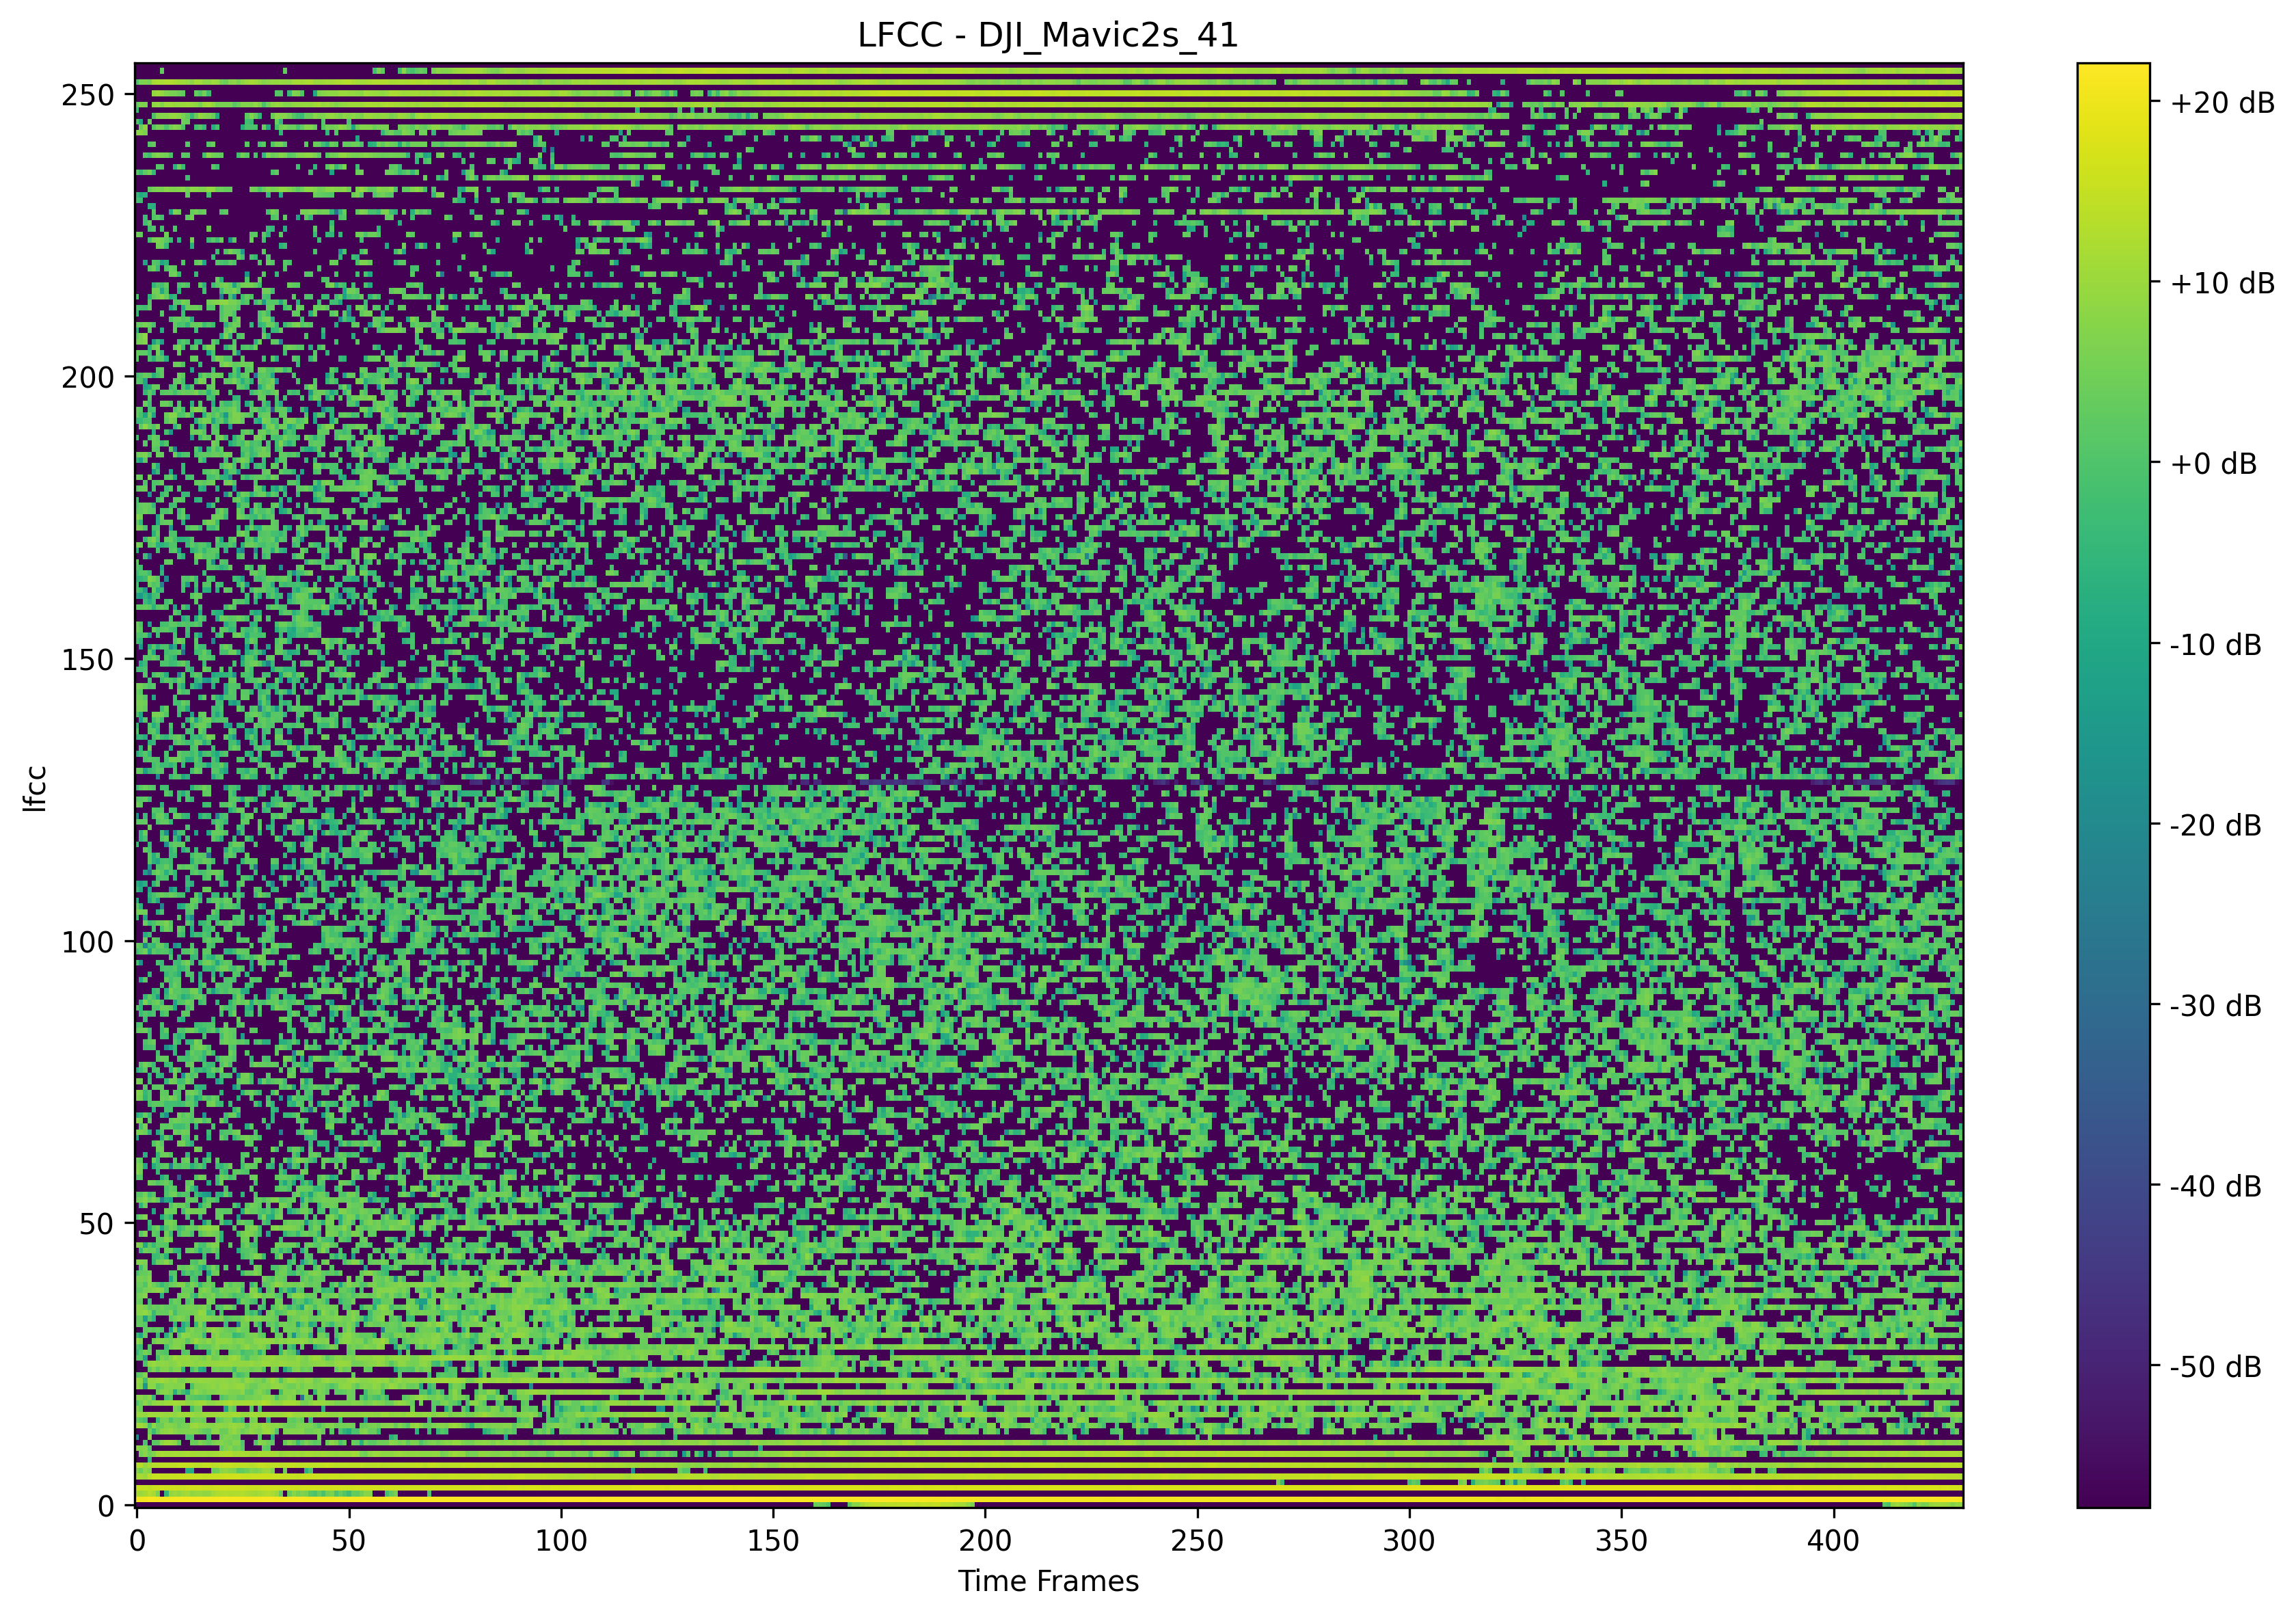 LFCC - DJI_Mavic2s_41
250
200
150
100
50
0
lfcc
0 50 100 150 200 250 300 350 400
Time Frames
+20 dB
+10 dB
+0 dB
-10 dB
-20 dB
-30 dB
-40 dB
-50 dB